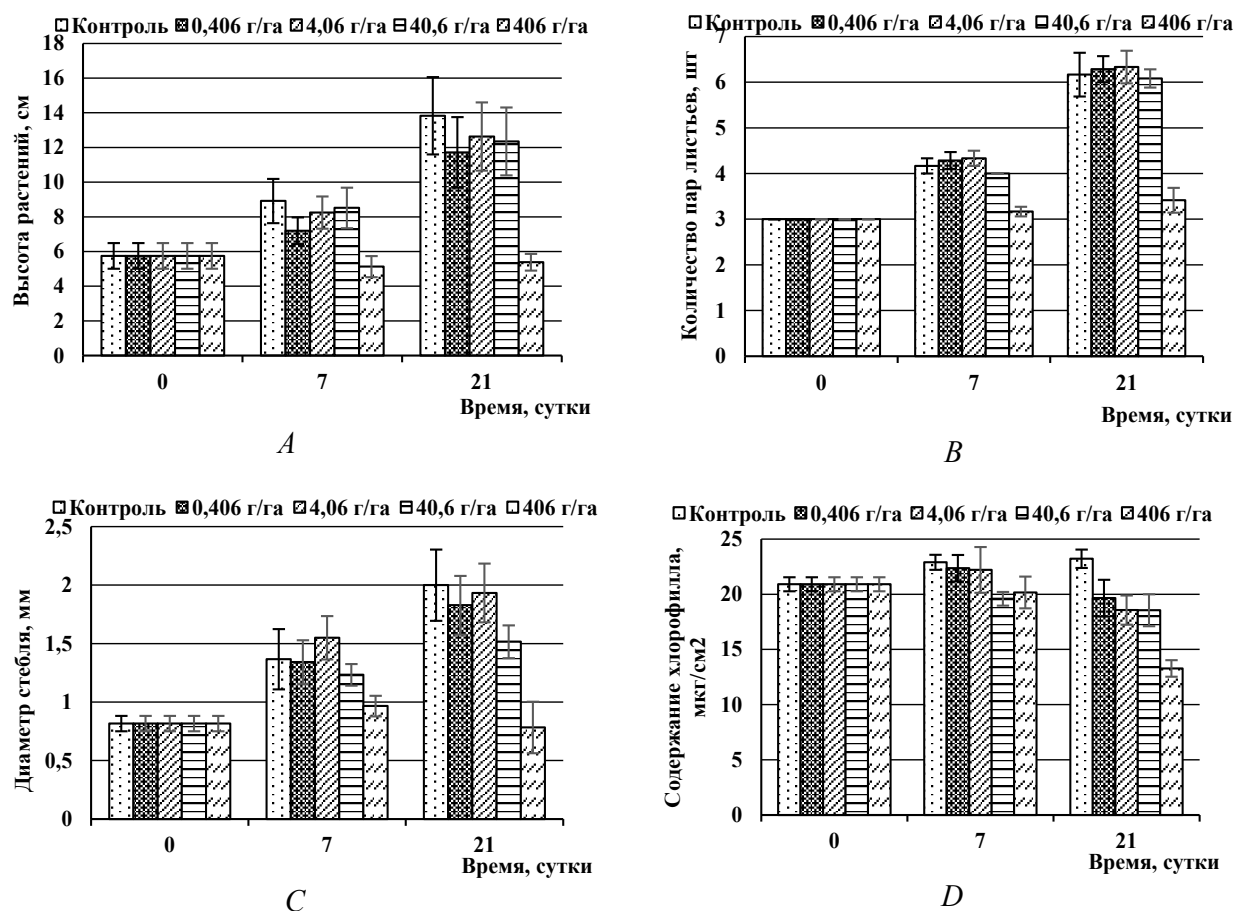 Контроль 0,406 г/га 4,06 г/га 40,6 г/га 406 г/га
Высота растений, см
18
16
14
12
10
8
6
4
2
0
0 7 21
Время, сутки
A
Контроль 0,406 г/га 4,06 г/га 40,6 г/га 406 г/га
Количество пар листьев, шт
7
6
5
4
3
2
1
0
0 7 21
Время, сутки
B
Контроль 0,406 г/га 4,06 г/га 40,6 г/га 406 г/га
Диаметр стебля, мм
2,5
2
1,5
1
0,5
0
0 7 21
Время, сутки
C
Контроль 0,406 г/га 4,06 г/га 40,6 г/га 406 г/га
Содержание хлорофилла,
мкг/см2
25
20
15
10
5
0
0 7 21
Время, сутки
D